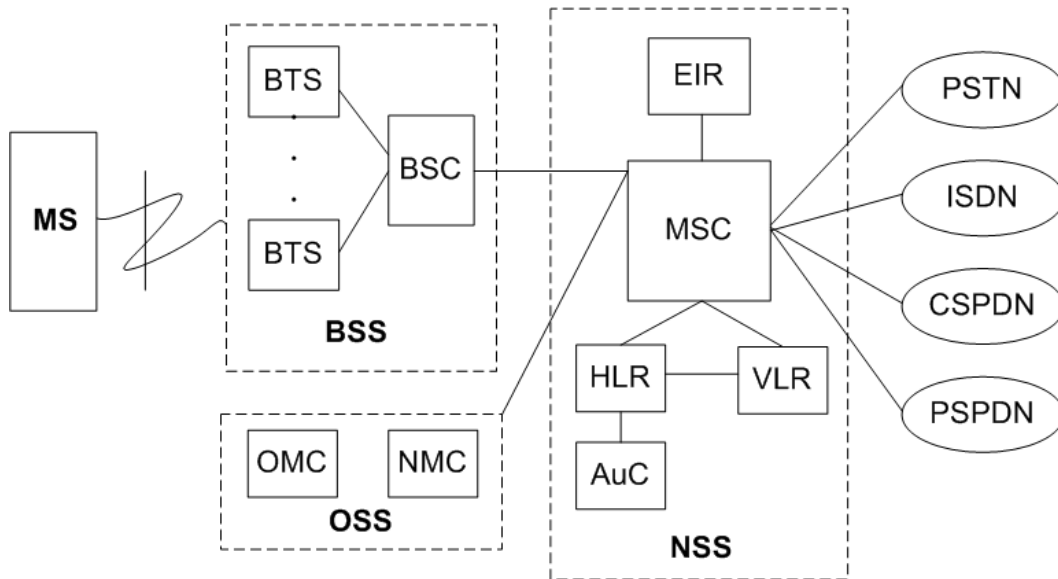 MS
BTS
BTS
BSC
BSS
OMC
NMC
OSS
EIR
MSC
HLR
VLR
AuC
NSS
PSTN
ISDN
CSPDN
PSPDN